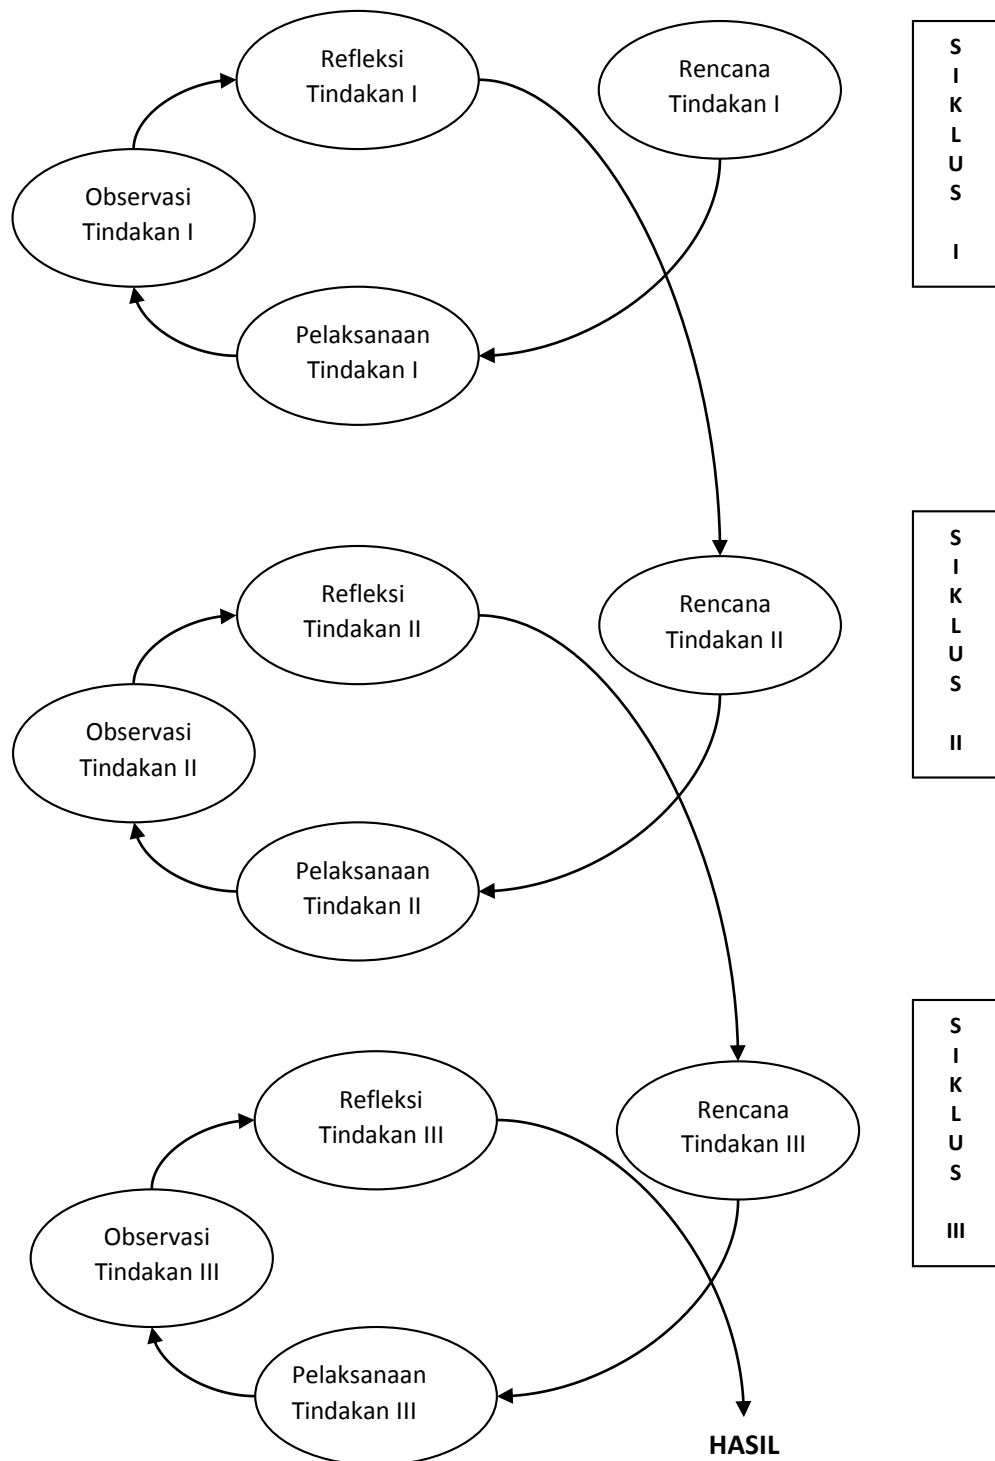 Refleksi
Tindakan I
Rencana
Tindakan I
Observasi
Tindakan I
Pelaksanaan
Tindakan I
S
I
K
L
U
S
I
Refleksi
Tindakan II
Rencana
Tindakan II
Observasi
Tindakan II
Pelaksanaan
Tindakan II
S
I
K
L
U
S
II
Refleksi
Tindakan III
Rencana
Tindakan III
Observasi
Tindakan III
Pelaksanaan
Tindakan III
S
I
K
L
U
S
III
HASIL